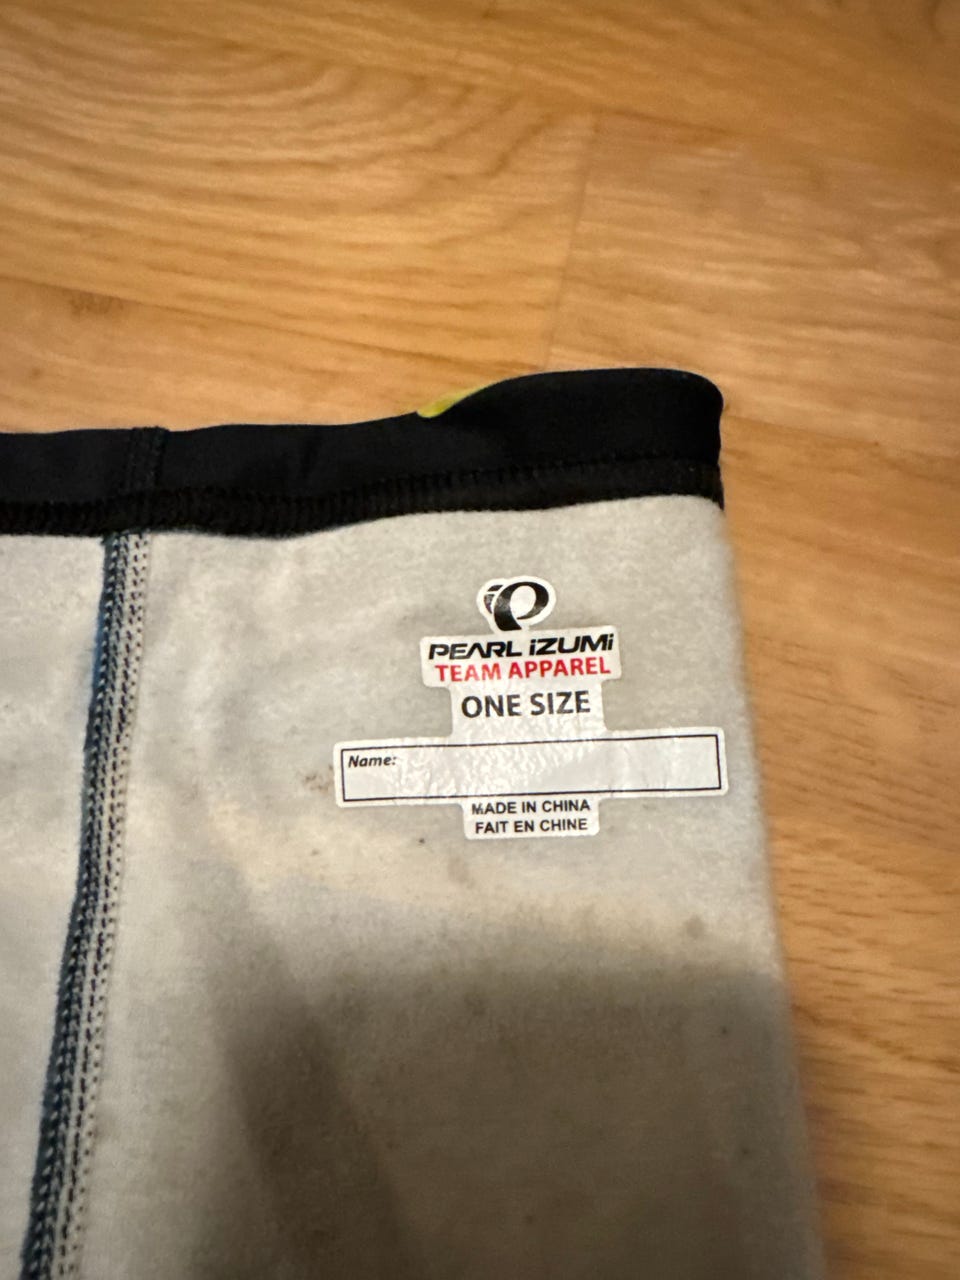 PEARL iZUMi
TEAM APPAREL
ONE SIZE
Name:
MADE IN CHINA
FAIT EN CHINE